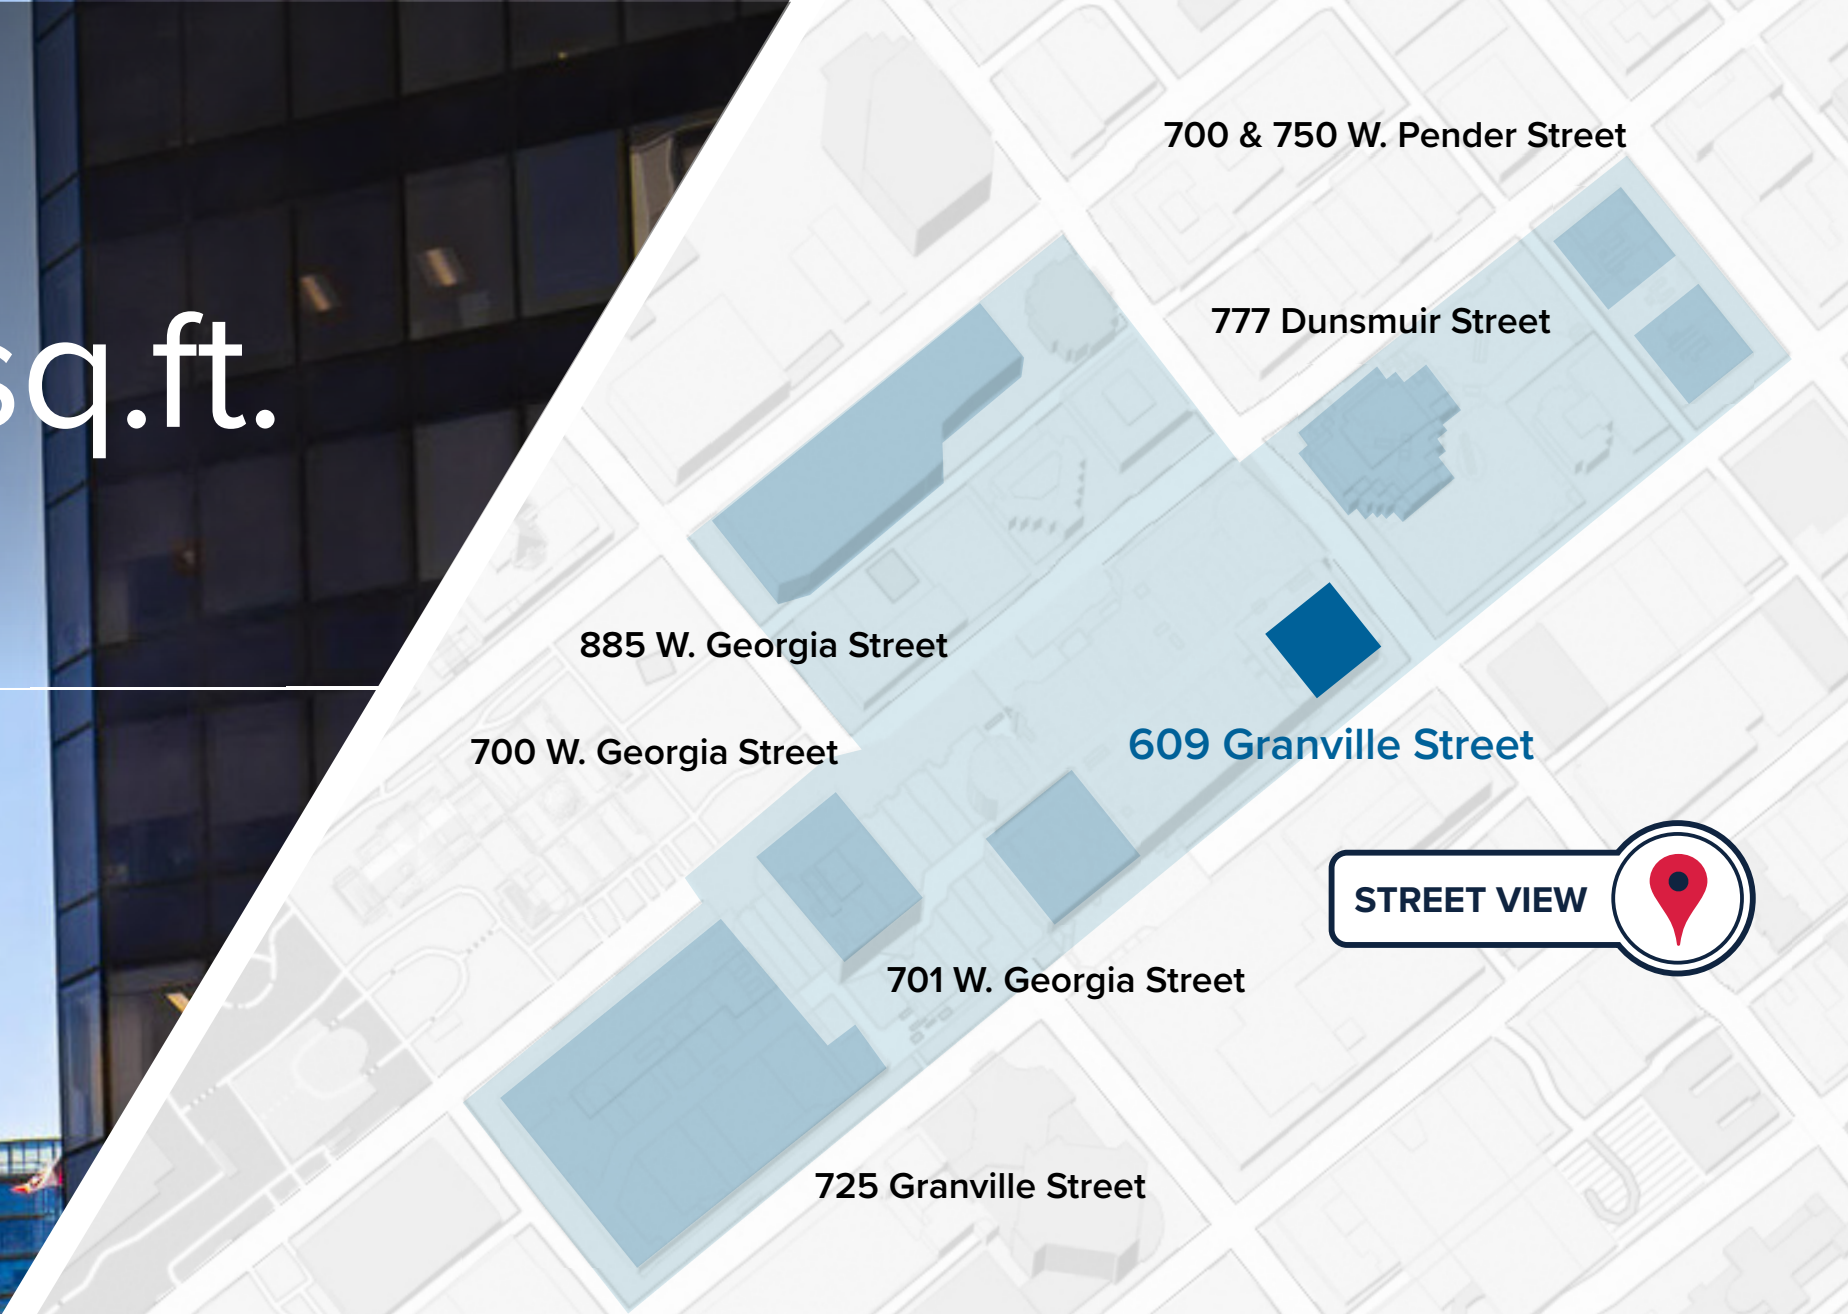 sq.ft.
700 & 750 W. Pender Street
777 Dunsmuir Street
885 W. Georgia Street
700 W. Georgia Street
609 Granville Street
STREET VIEW
701 W. Georgia Street
725 Granville Street